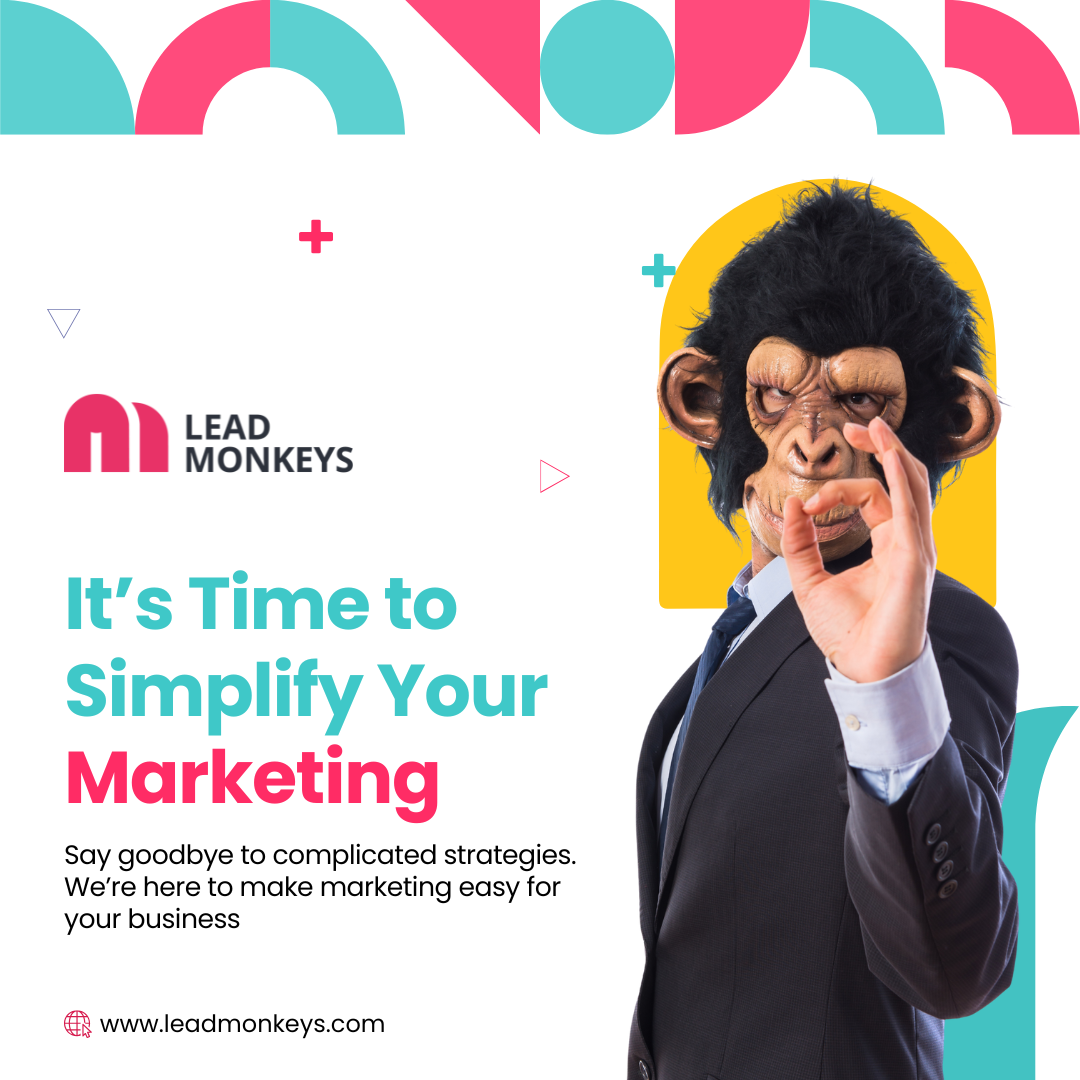 LEAD
MONKEYS
It’s Time to
Simplify Your
Marketing
Say goodbye to complicated strategies.
We’re here to make marketing easy for
your business
www.leadmonkeys.com